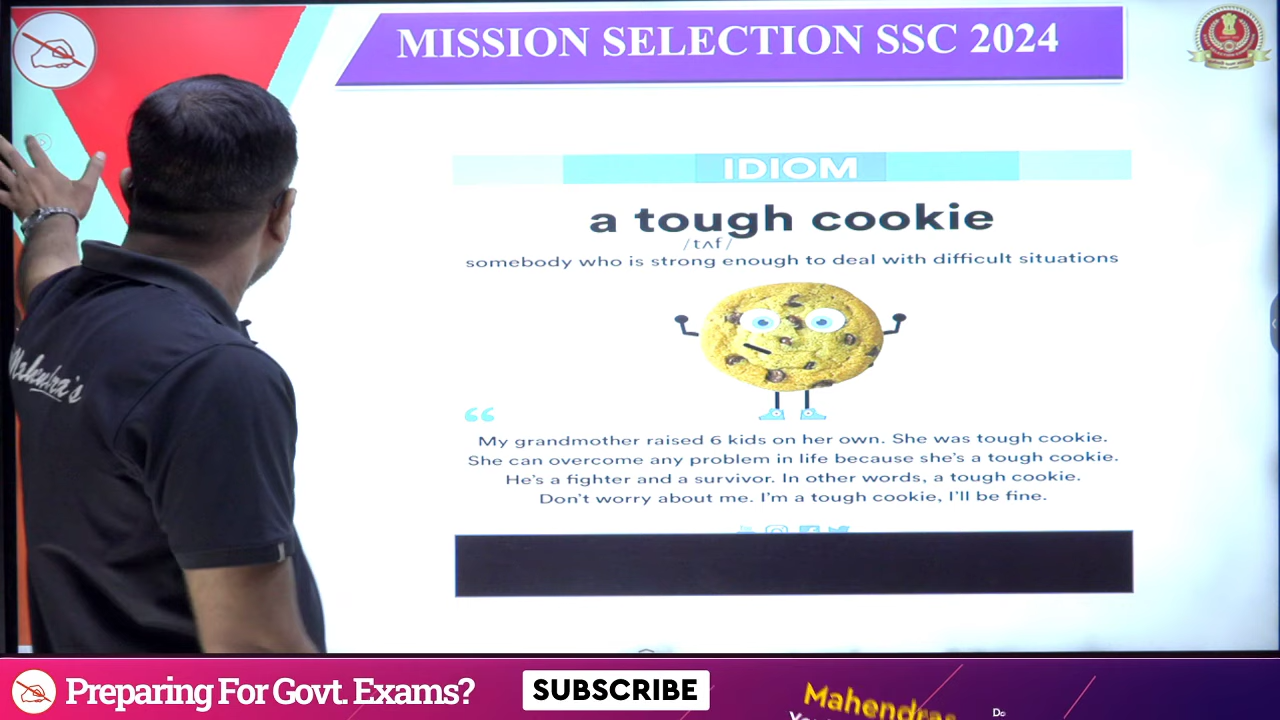 MISSION SELECTION SSC 2024
IDIOM
a tough cookie
/tʌf/
somebody who is strong enough to deal with difficult situations
“
My grandmother raised 6 kids on her own. She was tough cookie.
She can overcome any problem in life because she's a tough cookie.
He's a fighter and a survivor. In other words, a tough cookie.
Don't worry about me. I'm a tough cookie, I'll be fine.
Mahendra's
Preparing For Govt. Exams?
SUBSCRIBE